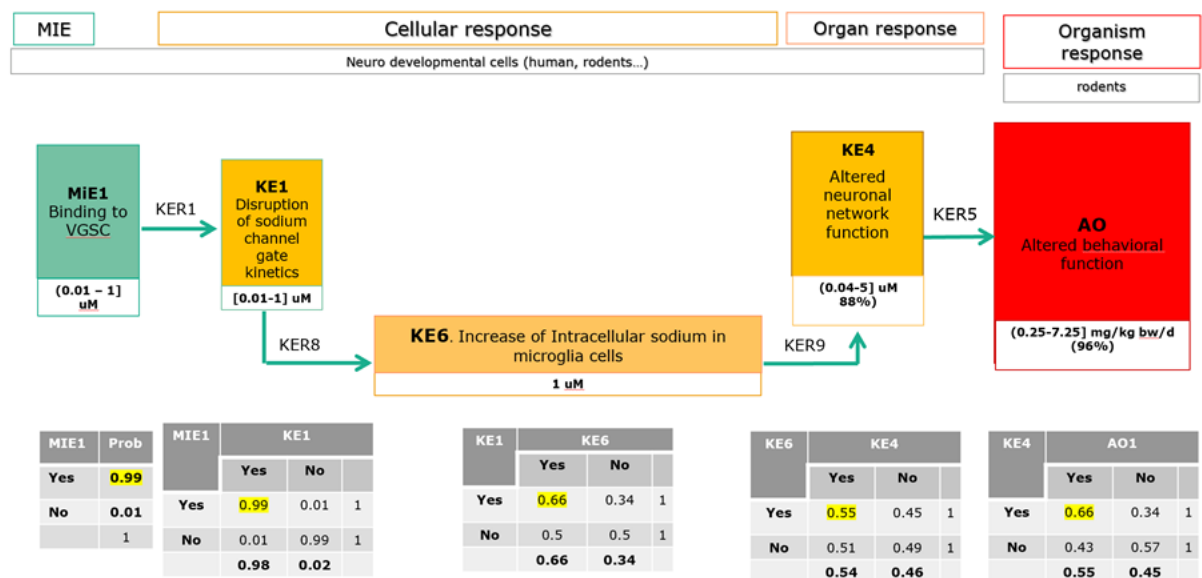 MIE
Cellular response
Organ response
Organism
response
Neuro developmental cells (human, rodents...)
rodents
MiE1
Binding to
VGSC
(0.01 – 1]
uM
KER1
KE1
Disruption
of sodium
channel
gate
kinetics
[0.01-1] uM
KER8
KE6. Increase of Intracellular sodium in
microglia cells
1 uM
KER9
KE4
Altered
neuronal
network
function
(0.04-5] uM
88%)
KER5
AO
Altered behavioral
function
(0.25-7.25] mg/kg bw/d
(96%)
MIE1 Prob
Yes 0.99
No 0.01
1
MIE1 KE1
Yes No
Yes 0.99 0.01 1
No 0.01 0.99 1
0.98 0.02
KE1 KE6
Yes No
Yes 0.66 0.34 1
No 0.5 0.5 1
0.66 0.34
KE6 KE4
Yes No
Yes 0.55 0.45 1
No 0.51 0.49 1
0.54 0.46
KE4 AO1
Yes No
Yes 0.66 0.34 1
No 0.43 0.57 1
0.55 0.45